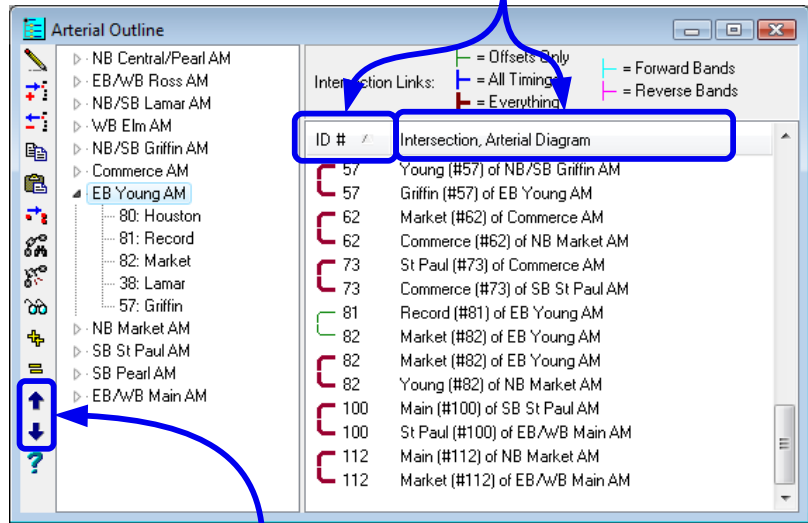 Arterial Outline
NB Central/Pearl AM
EB/WB Ross AM
NB/SB Lamar AM
WB Elm AM
NB/SB Griffin AM
Commerce AM
EB Young AM
80: Houston
81: Record
82: Market
38: Lamar
57: Griffin
NB Market AM
SB St Paul AM
SB Pearl AM
EB/WB Main AM
Intersection Links:
= Offsets Only
= All Timings
= Everything
= Forward Bands
= Reverse Bands
ID # Intersection, Arterial Diagram
57 Young (#57) of NB/SB Griffin AM
57 Griffin (#57) of EB Young AM
62 Market (#62) of Commerce AM
62 Commerce (#62) of NB Market AM
73 St Paul (#73) of Commerce AM
73 Commerce (#73) of SB St Paul AM
81 Record (#81) of EB Young AM
82 Market (#82) of EB Young AM
82 Market (#82) of EB Young AM
82 Young (#82) of NB Market AM
100 Main (#100) of SB St Paul AM
100 St Paul (#100) of EB/WB Main AM
112 Main (#112) of NB Market AM
112 Market (#112) of EB/WB Main AM